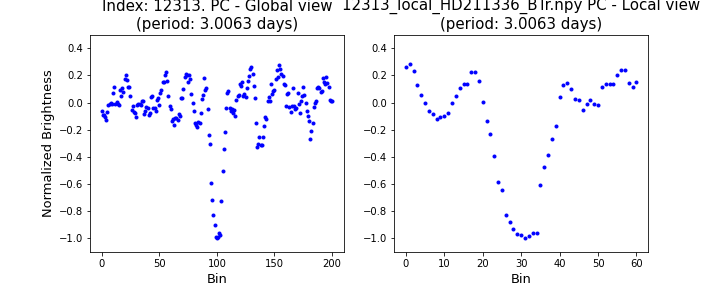 Index: 12313. PC - Global view
(period: 3.0063 days)
12313_local_HD211336_BTr.npy PC - Local view
(period: 3.0063 days)
Normalized Brightness
0.4
0.2
0.0
−0.2
−0.4
−0.6
−0.8
−1.0
0 50 100 150 200
Bin
0.4
0.2
0.0
−0.2
−0.4
−0.6
−0.8
−1.0
0 10 20 30 40 50 60
Bin